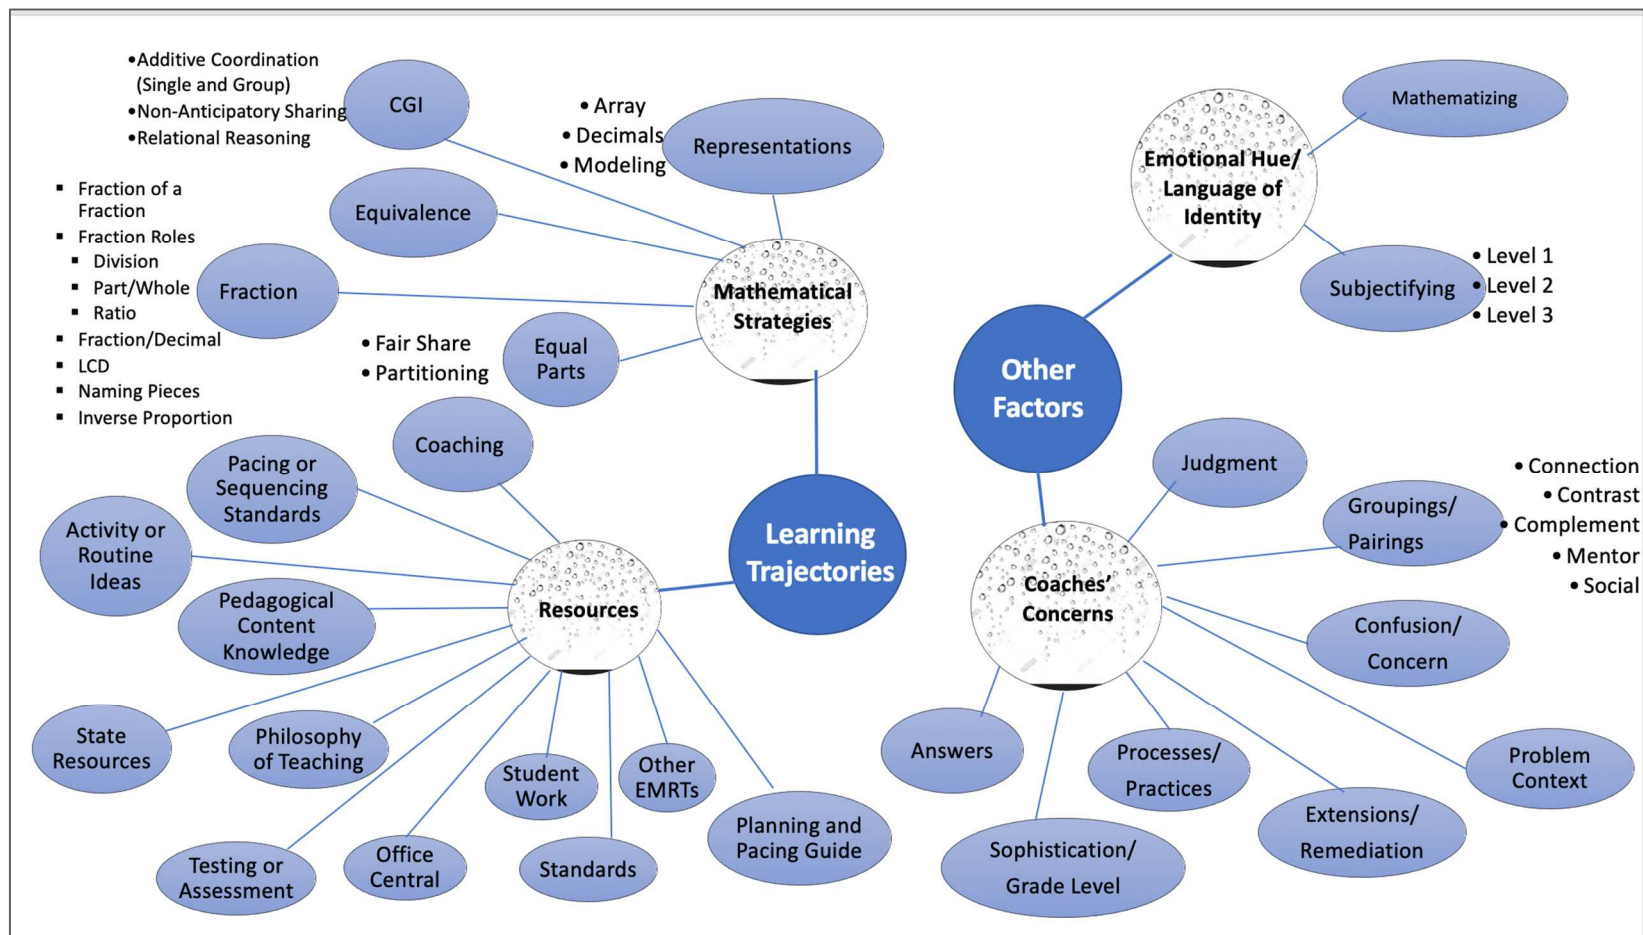 •Additive Coordination
(Single and Group)
•Non-Anticipatory Sharing
•Relational Reasoning
CGI
• Array
• Decimals
• Modeling
Representations
Equivalence
▪ Fraction of a
Fraction
▪ Fraction Roles
▪ Division
▪ Part/Whole
▪ Ratio
▪ Fraction/Decimal
▪ LCD
▪ Naming Pieces
▪ Inverse Proportion
Fraction
• Fair Share
• Partitioning
Equal
Parts
Mathematical
Strategies
Learning
Trajectories
Coaching
Pacing or
Sequencing
Standards
Activity or
Routine
Ideas
Pedagogical
Content
Knowledge
Resources
State
Resources
Philosophy
of Teaching
Testing or
Assessment
Office
Central
Student
Work
Standards
Other
EMRTs
Planning and
Pacing Guide
Emotional Hue/
Language of
Identity
Mathematizing
Subjectifying
• Level 1
• Level 2
• Level 3
Other
Factors
Coaches’
Concerns
Judgment
Groupings/
Pairings
• Connection
• Contrast
• Complement
• Mentor
• Social
Confusion/
Concern
Problem
Context
Extensions/
Remediation
Processes/
Practices
Sophistication/
Grade Level
Answers